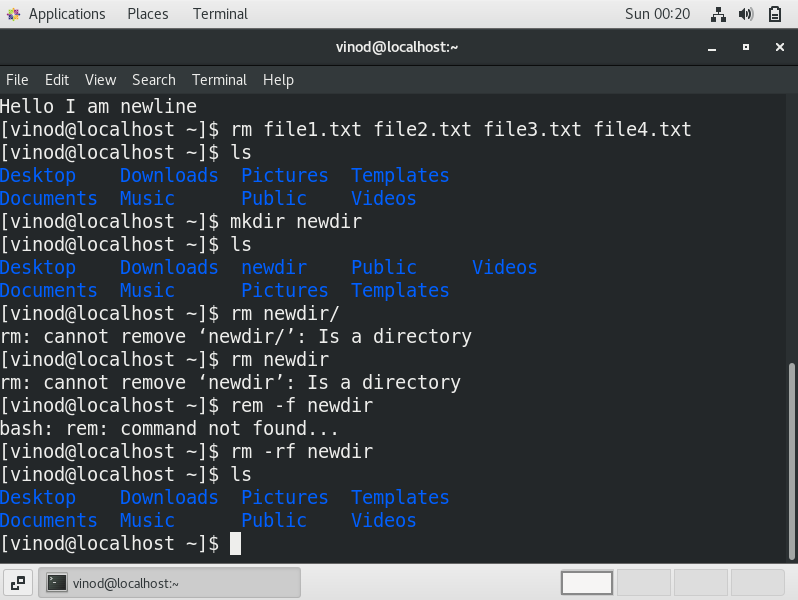 Applications Places Terminal Sun 00:20
vinod@localhost:~
File Edit View Search Terminal Help
Hello I am newline
[vinod@localhost ~]$ rm file1.txt file2.txt file3.txt file4.txt
[vinod@localhost ~]$ ls
Desktop Downloads Pictures Templates
Documents Music Public Videos
[vinod@localhost ~]$ mkdir newdir
[vinod@localhost ~]$ ls
Desktop Downloads newdir Public Videos
Documents Music Pictures Templates
[vinod@localhost ~]$ rm newdir/
rm: cannot remove ‘newdir/’: Is a directory
[vinod@localhost ~]$ rm newdir
rm: cannot remove ‘newdir’: Is a directory
[vinod@localhost ~]$ rem -f newdir
bash: rem: command not found...
[vinod@localhost ~]$ rm -rf newdir
[vinod@localhost ~]$ ls
Desktop Downloads Pictures Templates
Documents Music Public Videos
[vinod@localhost ~]$
vinod@localhost:~